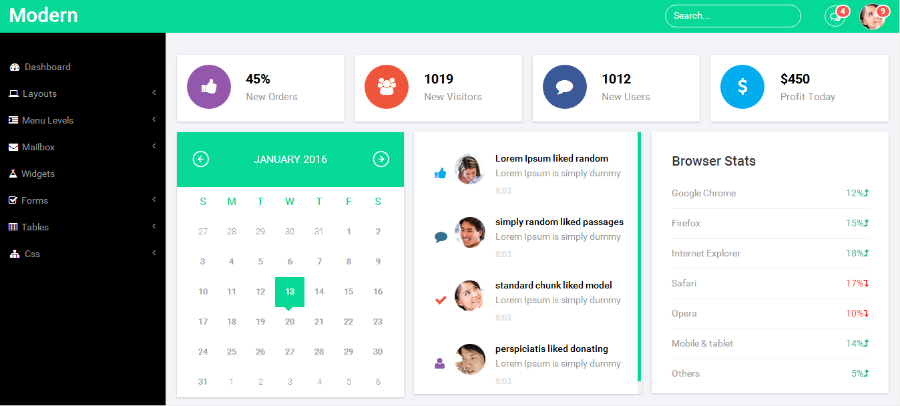 Modern
Search...
4
9
Dashboard
Layouts
Menu Levels
Mailbox
Widgets
Forms
Tables
Css
45%
New Orders
1019
New Visitors
1012
New Users
$
$450
Profit Today
JANUARY 2016
S M T W T F S
27 28 29 30 31 1 2
3 4 5 6 7 8 9
10 11 12 13 14 15 16
17 18 19 20 21 22 23
24 25 26 27 28 29 30
31 1 2 3 4 5 6
Lorem Ipsum liked random
Lorem Ipsum is simply dummy
8:03
simply random liked passages
Lorem Ipsum is simply dummy
8:03
standard chunk liked model
Lorem Ipsum is simply dummy
8:03
perspiciatis liked donating
Lorem Ipsum is simply dummy
8:03
Browser Stats
Google Chrome 12%
Firefox 15%
Internet Explorer 18%
Safari 17%
Opera 10%
Mobile & tablet 14%
Others 5%